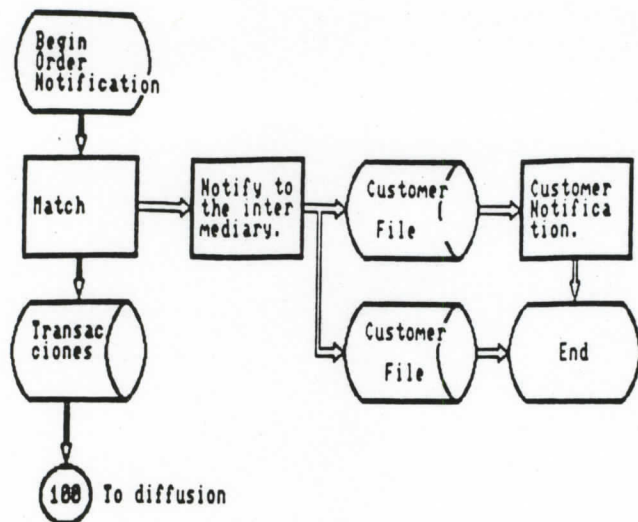 Begin
Order
Notification
Match
Notify to
the inter
mediary.
Customer
File
Customer
Notifica
tion.
Transac
ciones
Customer
File
End
100 To diffusion